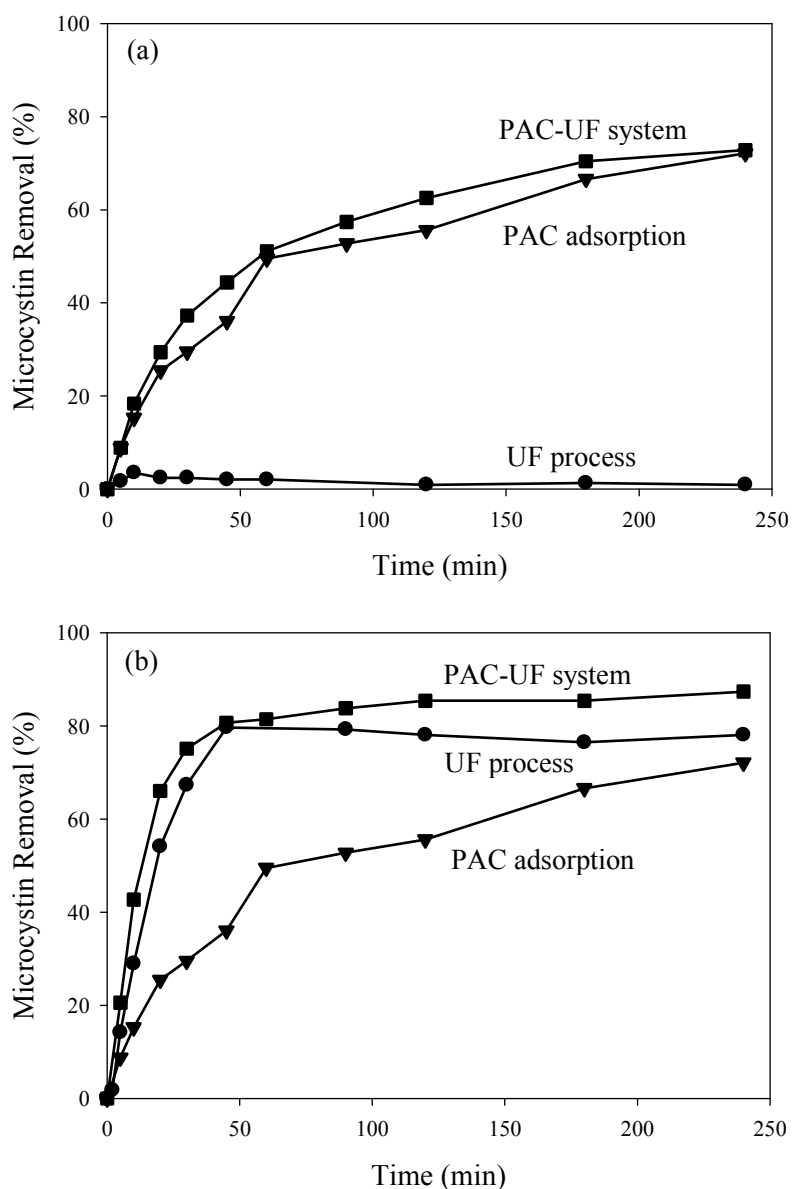 (a)
100
80
60
40
20
0
Microcystin Removal (%)
PAC-UF system
PAC adsorption
UF process
0 50 100 150 200 250
Time (min)
(b)
100
80
60
40
20
0
Microcystin Removal (%)
PAC-UF system
UF process
PAC adsorption
0 50 100 150 200 250
Time (min)